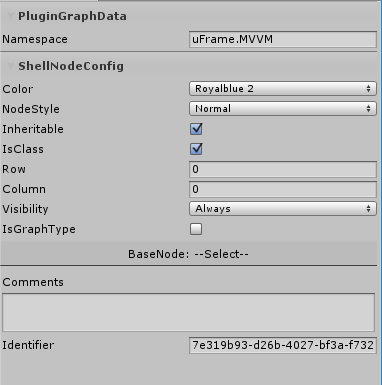 PluginGraphData
Namespace uFrame.MVVM
ShellNodeConfig
Color Royalblue 2
NodeStyle Normal
Inheritable
IsClass
Row 0
Column 0
Visibility Always
IsGraphType
BaseNode: --Select--
Comments
Identifier 7e319b93-d26b-4027-bf3a-f732